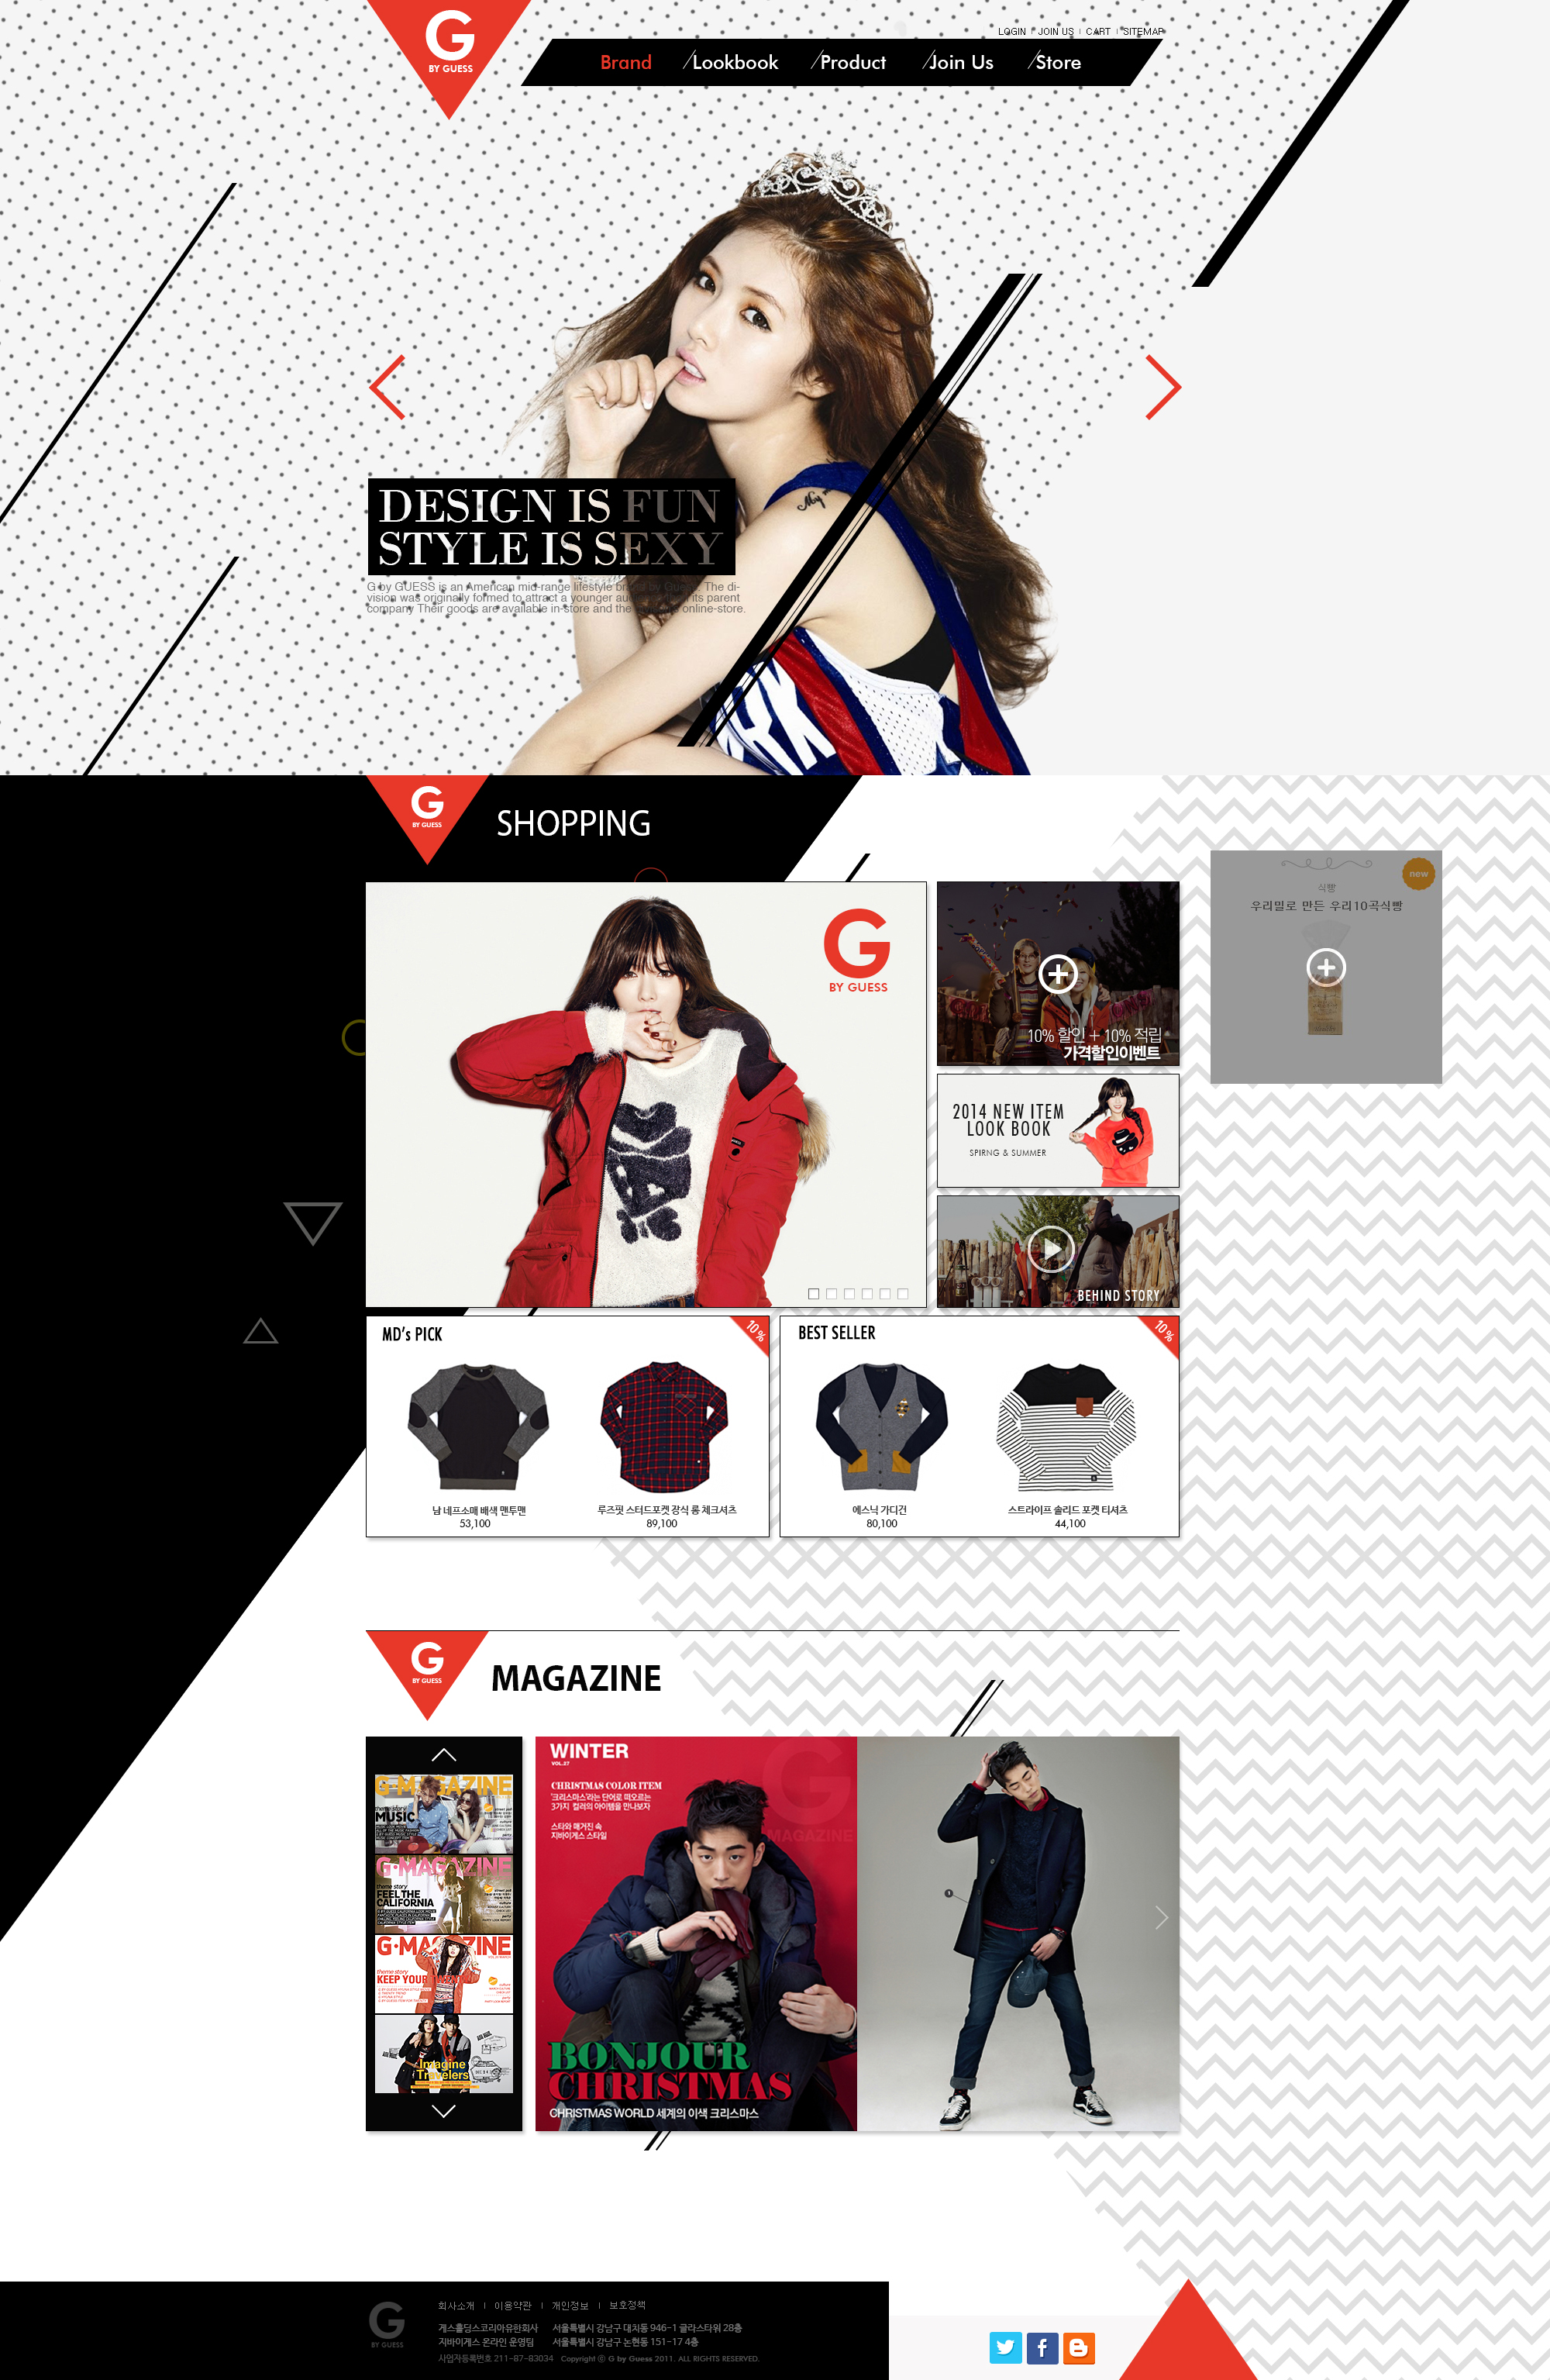 G
BY GUESS
LOGIN
JOIN US
CART
SITEMAP
Brand
Lookbook
Product
Join Us
Store
My
DESIGN IS FUN
STYLE IS SEXY
G by GUESS is an American mid-range lifestyle brand by Guess. The di-
vision was originally formed to attract a younger its parent
company Their goods are available in-store and the online-store.
G
BY GUESS
SHOPPING
G
BY GUESS
10% 할인 + 10% 적립
가격할인이벤트
new
식빵
우리밀로 만든 우리10곡식빵
2014 NEW ITEM
LOOK BOOK
SPIRNG & SUMMER
BEHIND STORY
MD's PICK
10%
남 네프소매 배색 맨투맨
53,100
루즈핏 스터드포켓 장식 롱 체크셔츠
89,100
BEST SELLER
10%
에스닉 가디건
80,100
스트라이프 솔리드 포켓 티셔츠
44,100
G
BY GUESS
MAGAZINE
G·MAGAZINE
theme story
MUSIC
G·MAGAZINE
theme story
FEEL THE
CALIFORNIA
G·MAGAZINE
theme story
KEEP YOUR
Imagine
Travelers
WINTER
VOL.27
CHRISTMAS COLOR ITEM
'크리스마스'라는 단어로 떠오르는
3가지 컬러의 아이템을 만나보자
스타와 매거진 속
지바이게스 스타일
G
MAGAZINE
BONJOUR
CHRISTMAS
CHRISTMAS WORLD 세계의 이색 크리스마스
G
BY GUESS
회사소개 | 이용약관 | 개인정보 | 보호정책
게스홀딩스코리아유한회사 서울특별시 강남구 대치동 946-1 글라스타워 28층
지바이게스 온라인 운영팀 서울특별시 강남구 논현동 151-17 4층
사업자등록번호 211-87-83034 Copyright ⓒ G by Guess 2011. ALL RIGHTS RESERVED.